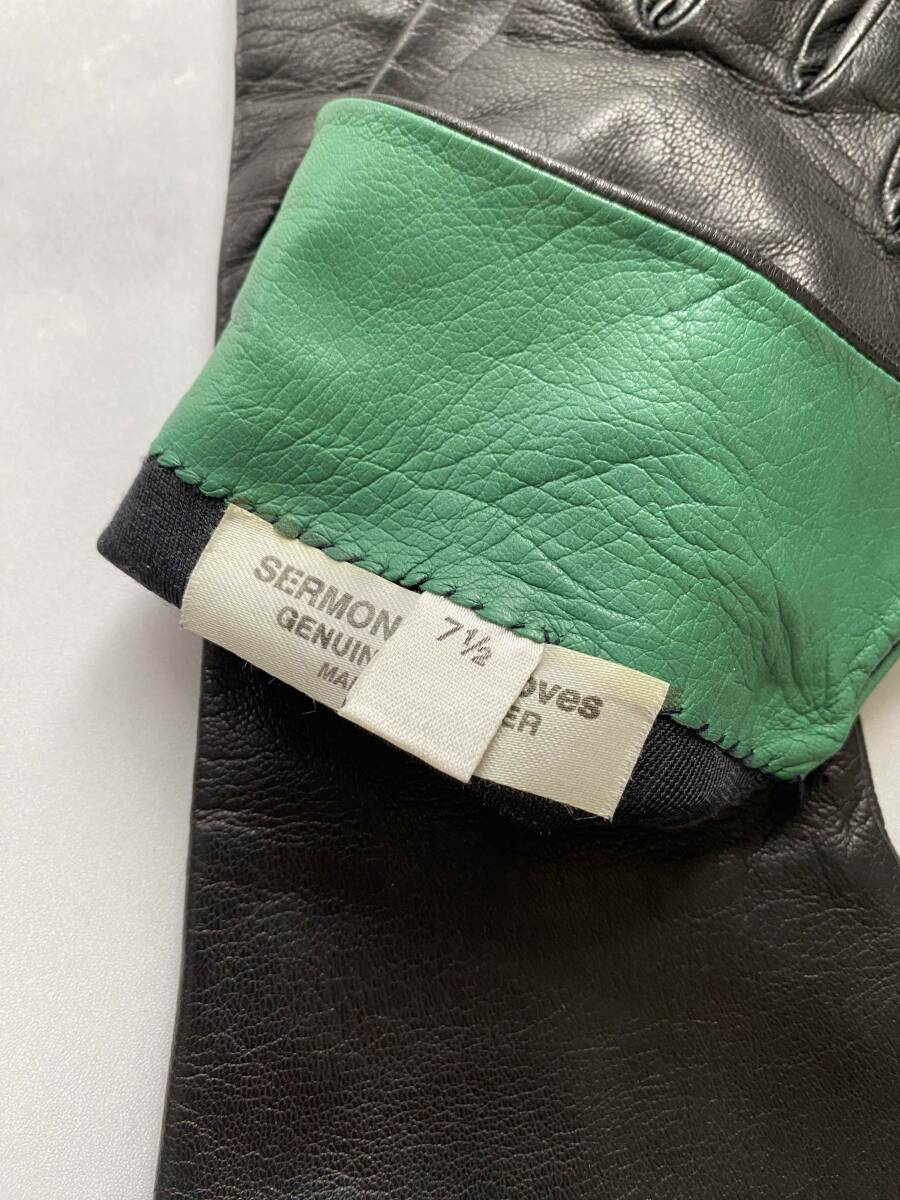 SERMON oves
GENUIN ER
MA
7½